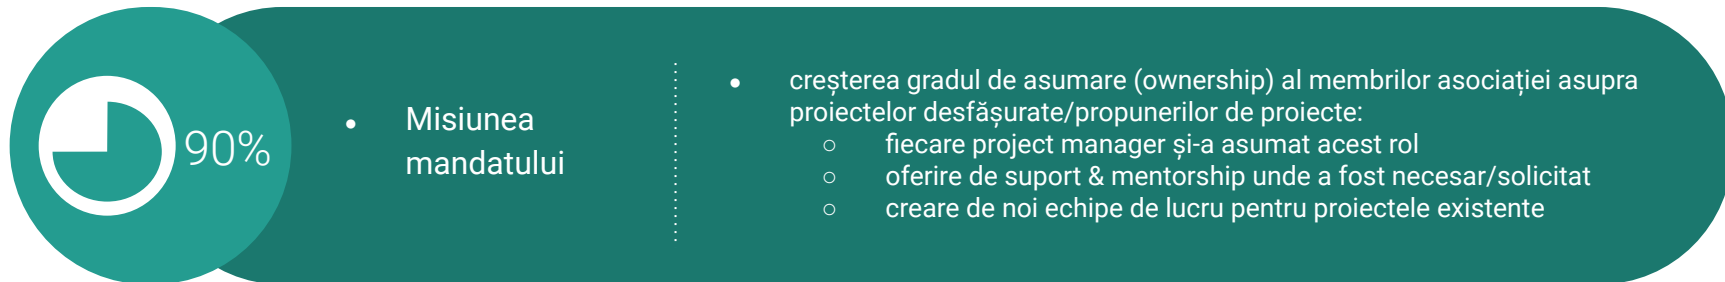 90%
• Misiunea
mandatului
• creșterea gradul de asumare (ownership) al membrilor asociației asupra
proiectelor desfășurate/propunerilor de proiecte:
○ fiecare project manager și-a asumat acest rol
○ oferire de suport & mentorship unde a fost necesar/solicitat
○ creare de noi echipe de lucru pentru proiectele existente